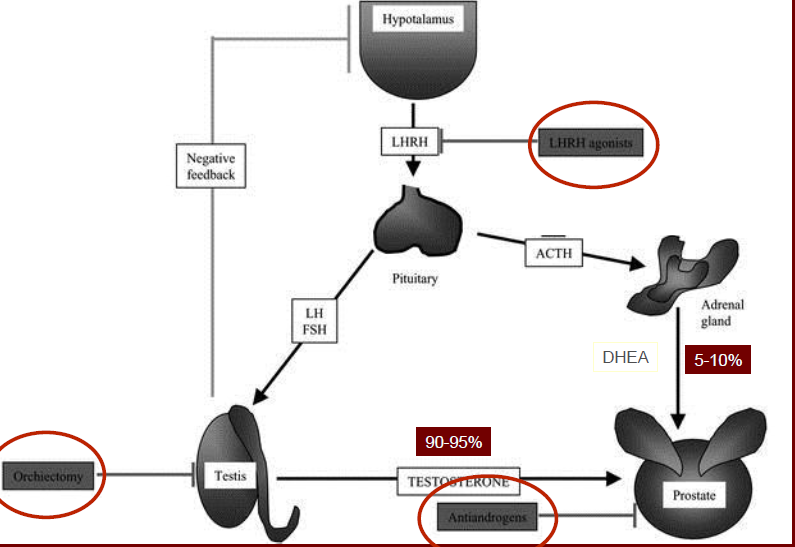 Hypotalamus
LHRH
LHRH agonists
Negative
feedback
ACTH
Pituitary
Adrenal
gland
LH
FSH
DHEA
5-10%
90-95%
Orchiectomy
Testis
TESTOSTERONE
Prostate
Antiandrogens